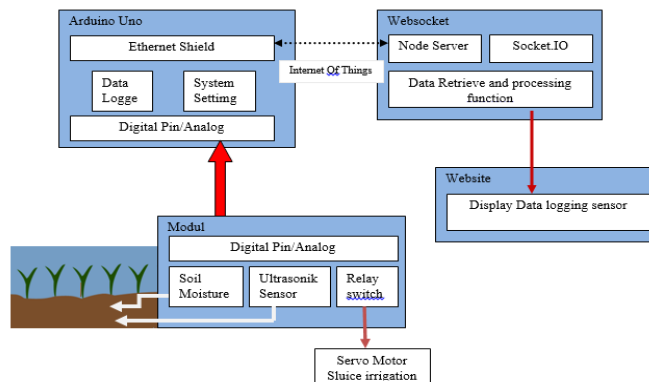 Arduino Uno
Ethernet Shield
Data
Logge
System
Settimg
Digital Pin/Analog
Internet Of Things
Websocket
Node Server
Socket.IO
Data Retrieve and processing
function
Website
Display Data logging sensor
Modul
Digital Pin/Analog
Soil
Moisture
Ultrasonik
Sensor
Relay
switch
Servo Motor
Sluice irrigation